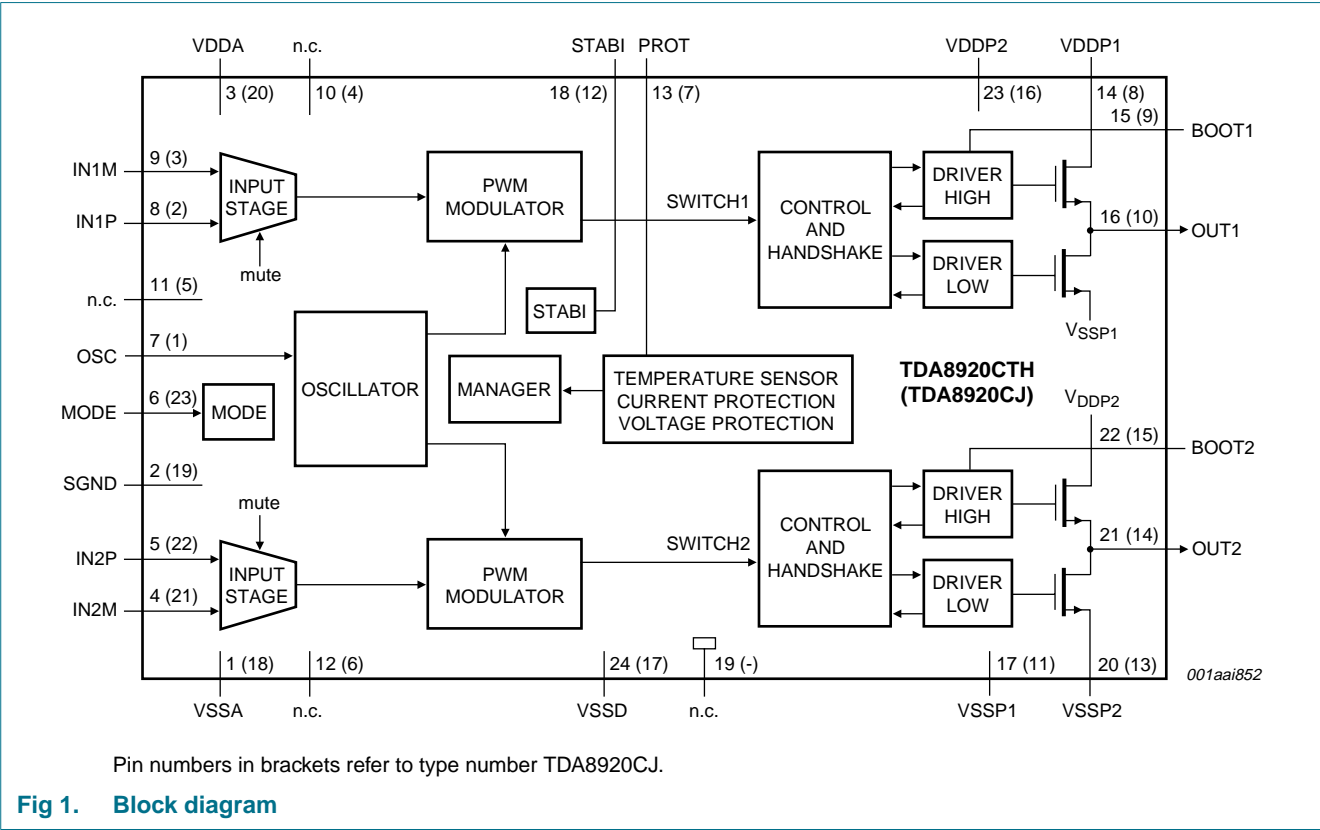 VDDA n.c. STABI PROT VDDP2 VDDP1
3 (20) 10 (4) 18 (12) 13 (7) 23 (16) 14 (8)
15 (9) BOOT1
IN1M 9 (3)
INPUT
STAGE
PWM
MODULATOR
CONTROL
AND
HANDSHAKE
DRIVER
HIGH
IN1P 8 (2)
SWITCH1
16 (10) OUT1
mute
DRIVER
LOW
n.c. 11 (5)
STABI
VSSP1
OSC 7 (1)
OSCILLATOR
MANAGER
TEMPERATURE SENSOR
CURRENT PROTECTION
VOLTAGE PROTECTION
TDA8920CTH
(TDA8920CJ)
MODE 6 (23) MODE
VDDP2
22 (15) BOOT2
SGND 2 (19)
mute
IN2P 5 (22)
INPUT
STAGE
PWM
MODULATOR
SWITCH2
CONTROL
AND
HANDSHAKE
DRIVER
HIGH
21 (14) OUT2
IN2M 4 (21)
DRIVER
LOW
1 (18) 12 (6) 24 (17) 19 (-) 17 (11) 20 (13)
001aai852
VSSA n.c. VSSD n.c. VSSP1 VSSP2
Pin numbers in brackets refer to type number TDA8920CJ.
Fig 1. Block diagram